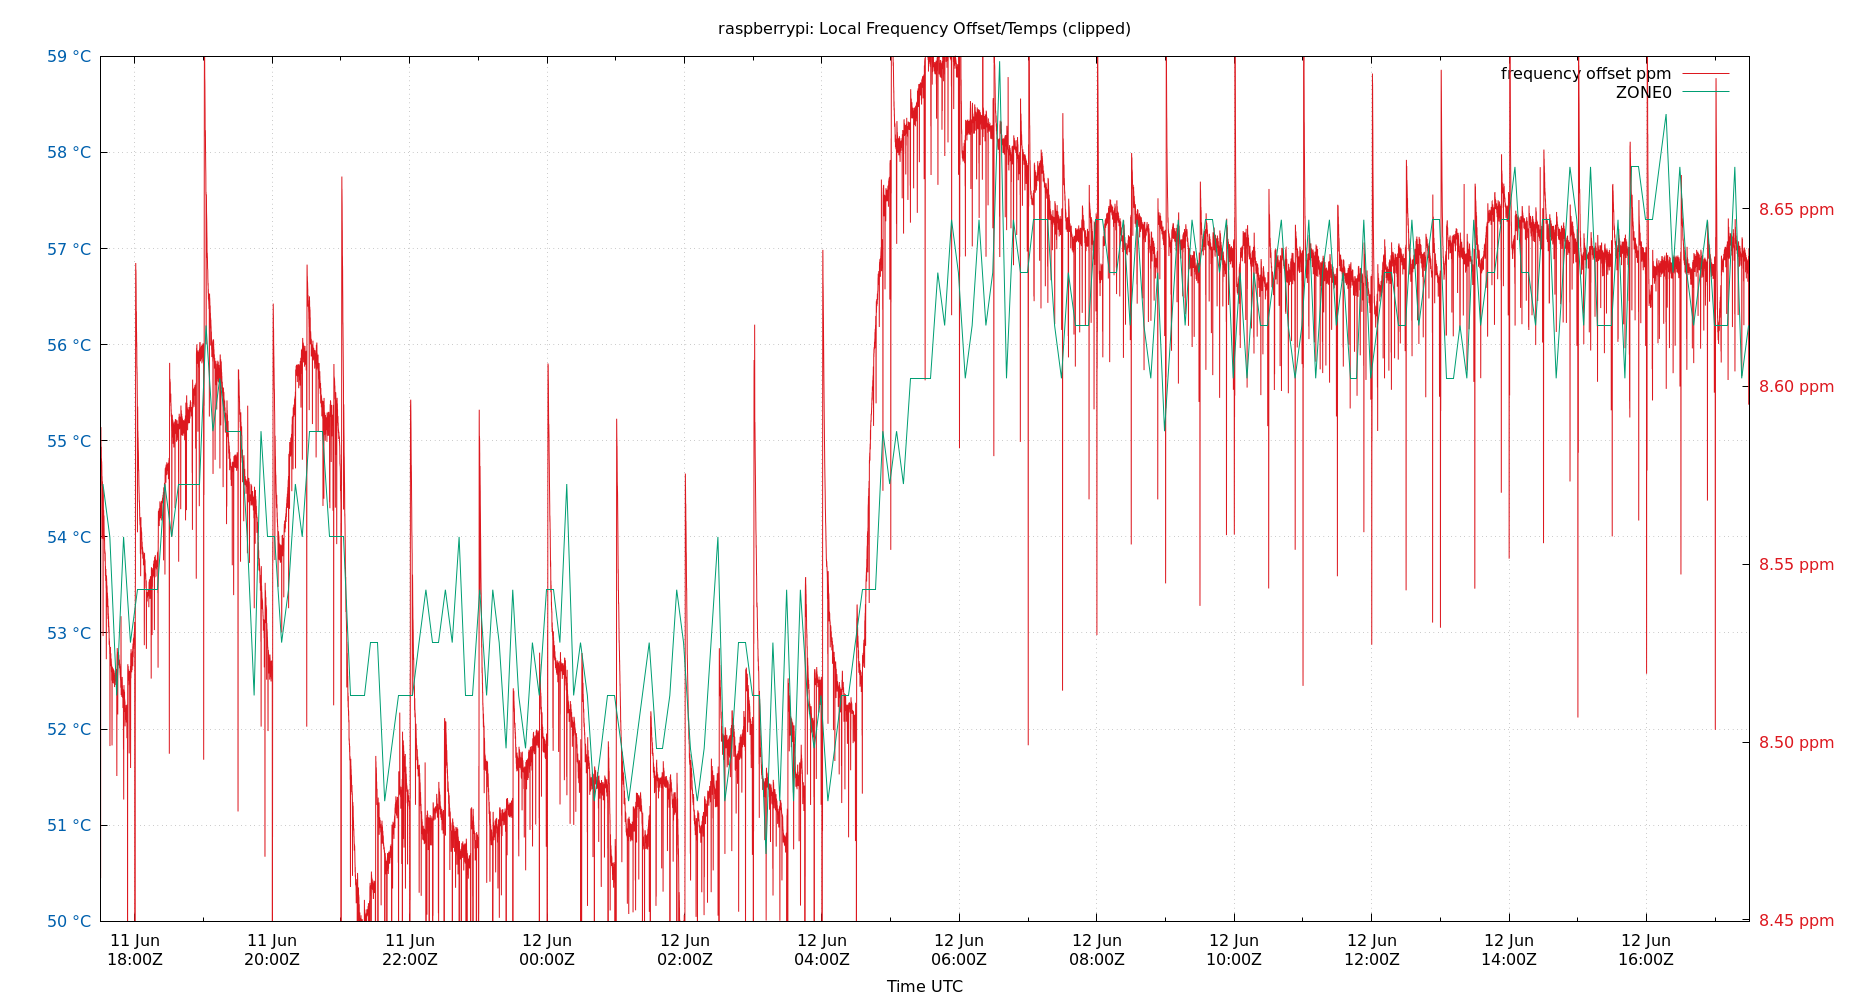 raspberrypi: Local Frequency Offset/Temps (clipped)
59 °C
58 °C
57 °C
56 °C
55 °C
54 °C
53 °C
52 °C
51 °C
50 °C
frequency offset ppm
ZONE0
8.65 ppm
8.60 ppm
8.55 ppm
8.50 ppm
8.45 ppm
11 Jun 18:00Z
11 Jun 20:00Z
11 Jun 22:00Z
12 Jun 00:00Z
12 Jun 02:00Z
12 Jun 04:00Z
12 Jun 06:00Z
12 Jun 08:00Z
12 Jun 10:00Z
12 Jun 12:00Z
12 Jun 14:00Z
12 Jun 16:00Z
Time UTC